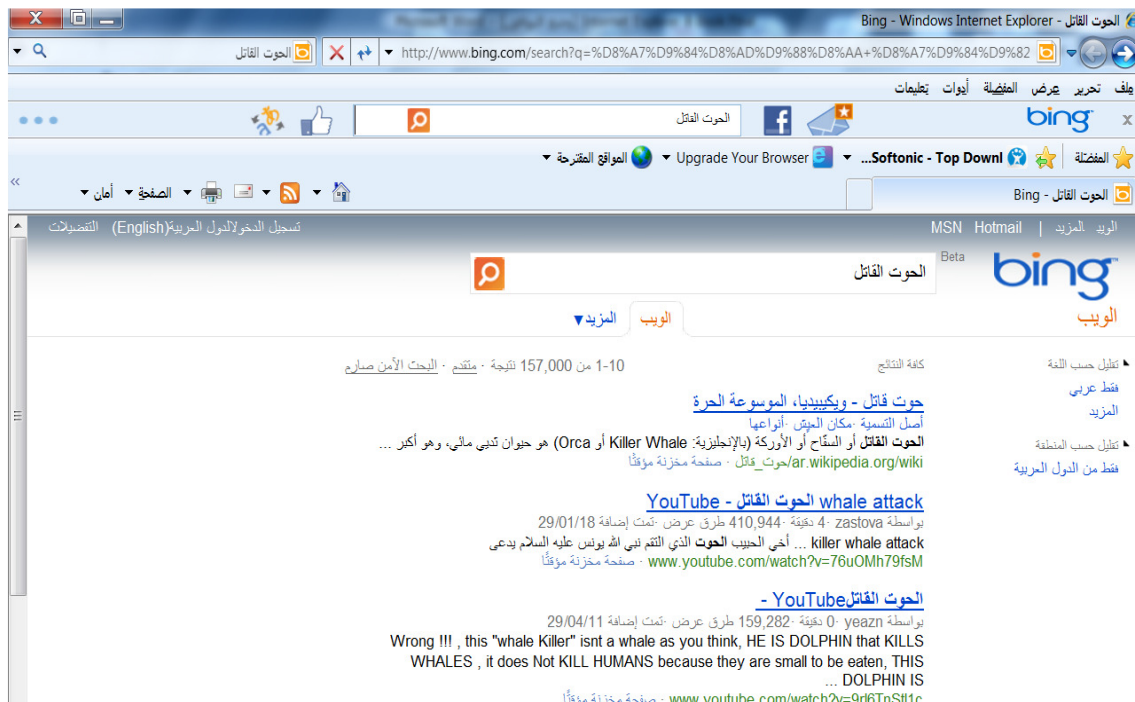 الحوت القاتل - Bing - Windows Internet Explorer
http://www.bing.com/search?q=%D8%A7%D9%84%D8%AD%D9%88%D8%AA+%D8%A7%D9%84%D9%82
الحوت القاتل
ملف تحرير عرض المفضلة أدوات تعليمات
x bing
الحوت القاتل
المفضلة
Softonic - Top Downl...
Upgrade Your Browser
المواقع المقترحة
الحوت القاتل - Bing
الصفحة أمان
الويب المزيد | MSN Hotmail
تسجيل الدخول الدول العربية (English) التفضيلات
bing Beta
الحوت القاتل
الويب
الويب المزيد▼
تقليل حسب اللغة
فقط عربي
المزيد
تقليل حسب المنطقة
فقط من الدول العربية
كافة النتائج
1-10 من 157,000 نتيجة · متقدم · البحث الآمن صارم
حوت قاتل - ويكيبيديا، الموسوعة الحرة
أصل التسمية · مكان العيش · أنواعها
الحوت القاتل أو السفّاح أو الأوركة (بالإنجليزية: Killer Whale أو Orca) هو حيوان ثديي مائي، وهو أكبر ...
ar.wikipedia.org/wiki/حوت_قاتل · صفحة مخزنة مؤقتًا
whale attack الحوت القاتل - YouTube
بواسطة zastova · 4 دقيقة · 410,944 طرق عرض · تمت إضافة 29/01/18
killer whale attack ... أخي الحبيب الحوت الذي التقم نبي الله يونس عليه السلام يدعى
www.youtube.com/watch?v=76uOMh79fsM · صفحة مخزنة مؤقتًا
الحوت القاتل YouTube -
بواسطة yeazn · 0 دقيقة · 159,282 طرق عرض · تمت إضافة 29/04/11
Wrong !!! , this "whale Killer" isnt a whale as you think, HE IS DOLPHIN that KILLS
WHALES , it does Not KILL HUMANS because they are small to be eaten, THIS
DOLPHIN IS ...
www.youtube.com/watch?v=9rl6TnSfl1c · صفحة مخزنة مؤقتًا